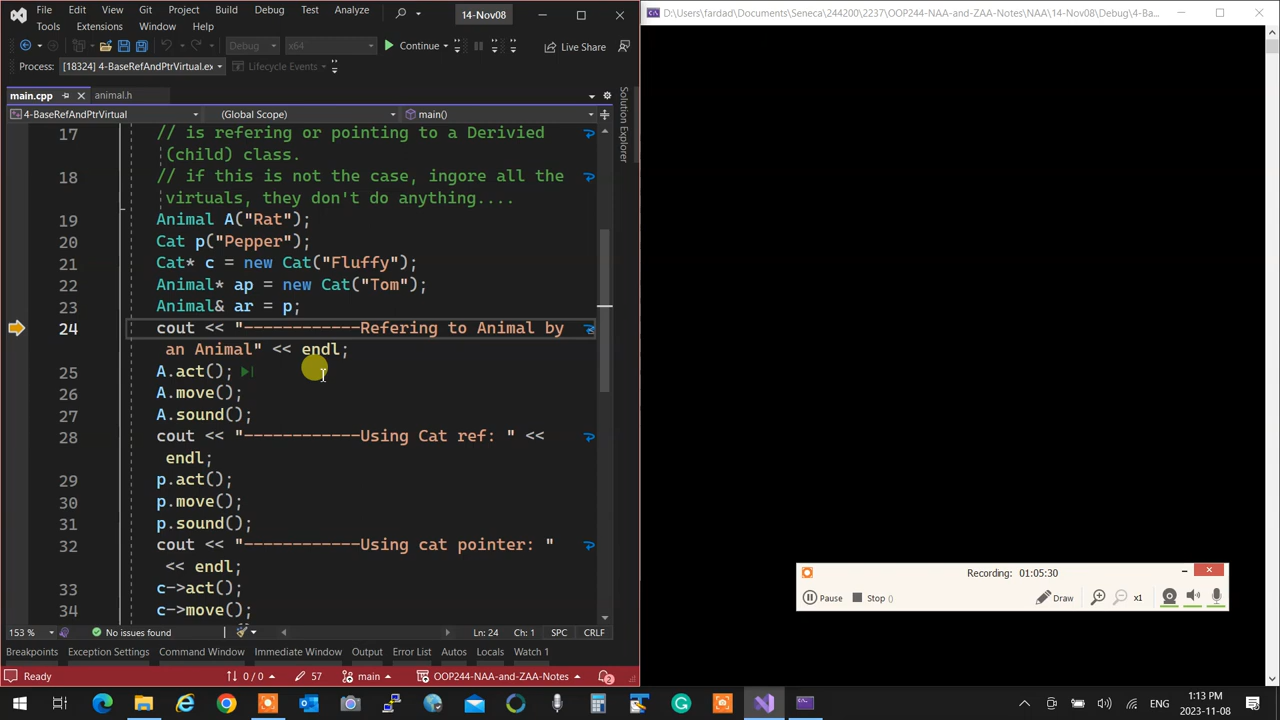 File Edit View Git Project Build Debug Test Analyze 14-Nov08
Tools Extensions Window Help
Debug x64 Continue Live Share
Process: [18324] 4-BaseRefAndPtrVirtual.ex Lifecycle Events
main.cpp animal.h
4-BaseRefAndPtrVirtual (Global Scope) main()
17 // is refering or pointing to a Derivied
(child) class.
18 // if this is not the case, ingore all the
virtuals, they don't do anything....
19 Animal A("Rat");
20 Cat p("Pepper");
21 Cat* c = new Cat("Fluffy");
22 Animal* ap = new Cat("Tom");
23 Animal& ar = p;
24 cout << "------------Refering to Animal by
an Animal" << endl;
25 A.act();
26 A.move();
27 A.sound();
28 cout << "------------Using Cat ref: " <<
endl;
29 p.act();
30 p.move();
31 p.sound();
32 cout << "------------Using cat pointer: "
<< endl;
33 c->act();
34 c->move();
153 % No issues found Ln: 24 Ch: 1 SPC CRLF
Breakpoints Exception Settings Command Window Immediate Window Output Error List Autos Locals Watch 1
Ready 0 / 0 57 main OOP244-NAA-and-ZAA-Notes 2
Solution Explorer
D:\Users\fardad\Documents\Seneca\244200\2237\OOP244-NAA-and-ZAA-Notes\NAA\14-Nov08\Debug\4-Ba...
Recording: 01:05:30
Pause Stop () Draw x1
ENG 1:13 PM
2023-11-08